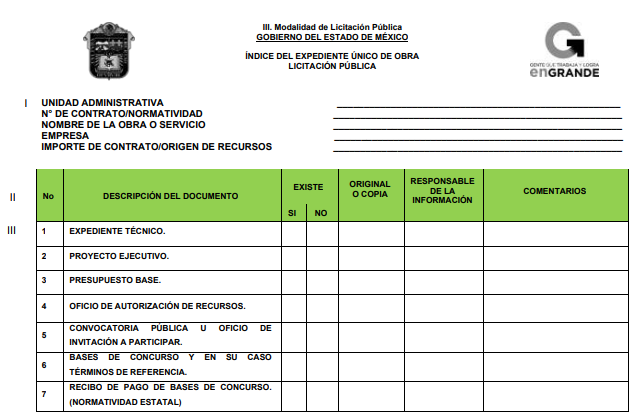 III. Modalidad de Licitación Pública
GOBIERNO DEL ESTADO DE MÉXICO
ÍNDICE DEL EXPEDIENTE ÚNICO DE OBRA
LICITACIÓN PÚBLICA
GENTE QUE TRABAJA Y LOGRA
enGRANDE
I UNIDAD ADMINISTRATIVA
N° DE CONTRATO/NORMATIVIDAD
NOMBRE DE LA OBRA O SERVICIO
EMPRESA
IMPORTE DE CONTRATO/ORIGEN DE RECURSOS
II No DESCRIPCIÓN DEL DOCUMENTO EXISTE SI NO ORIGINAL O COPIA RESPONSABLE DE LA INFORMACIÓN COMENTARIOS
III 1 EXPEDIENTE TÉCNICO.
2 PROYECTO EJECUTIVO.
3 PRESUPUESTO BASE.
4 OFICIO DE AUTORIZACIÓN DE RECURSOS.
5 CONVOCATORIA PÚBLICA U OFICIO DE
INVITACIÓN A PARTICIPAR.
6 BASES DE CONCURSO Y EN SU CASO
TÉRMINOS DE REFERENCIA.
7 RECIBO DE PAGO DE BASES DE CONCURSO.
(NORMATIVIDAD ESTATAL)